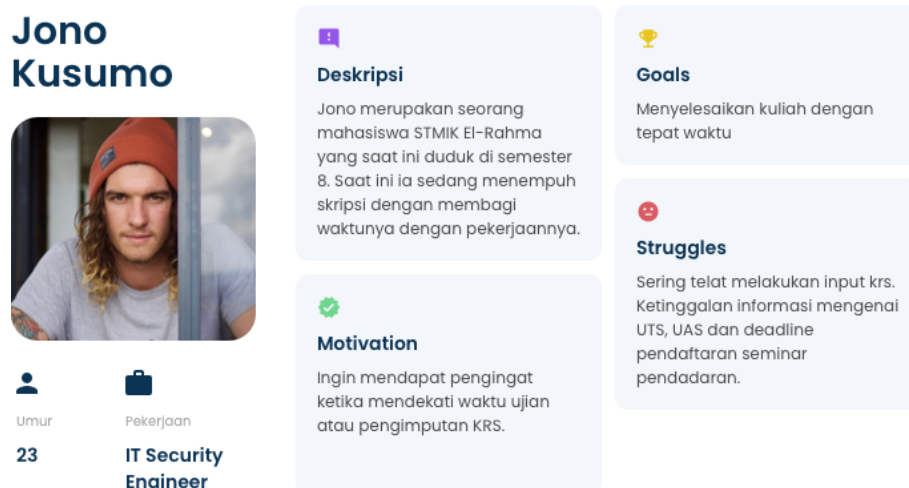 Jono
Kusumo
Umur
23
Pekerjaan
IT Security
Engineer
Deskripsi
Jono merupakan seorang
mahasiswa STMIK El-Rahma
yang saat ini duduk di semester
8. Saat ini ia sedang menempuh
skripsi dengan membagi
waktunya dengan pekerjaannya.
Motivation
Ingin mendapat pengingat
ketika mendekati waktu ujian
atau pengimputan KRS.
Goals
Menyelesaikan kuliah dengan
tepat waktu
Struggles
Sering telat melakukan input krs.
Ketinggalan informasi mengenai
UTS, UAS dan deadline
pendaftaran seminar
pendadaran.